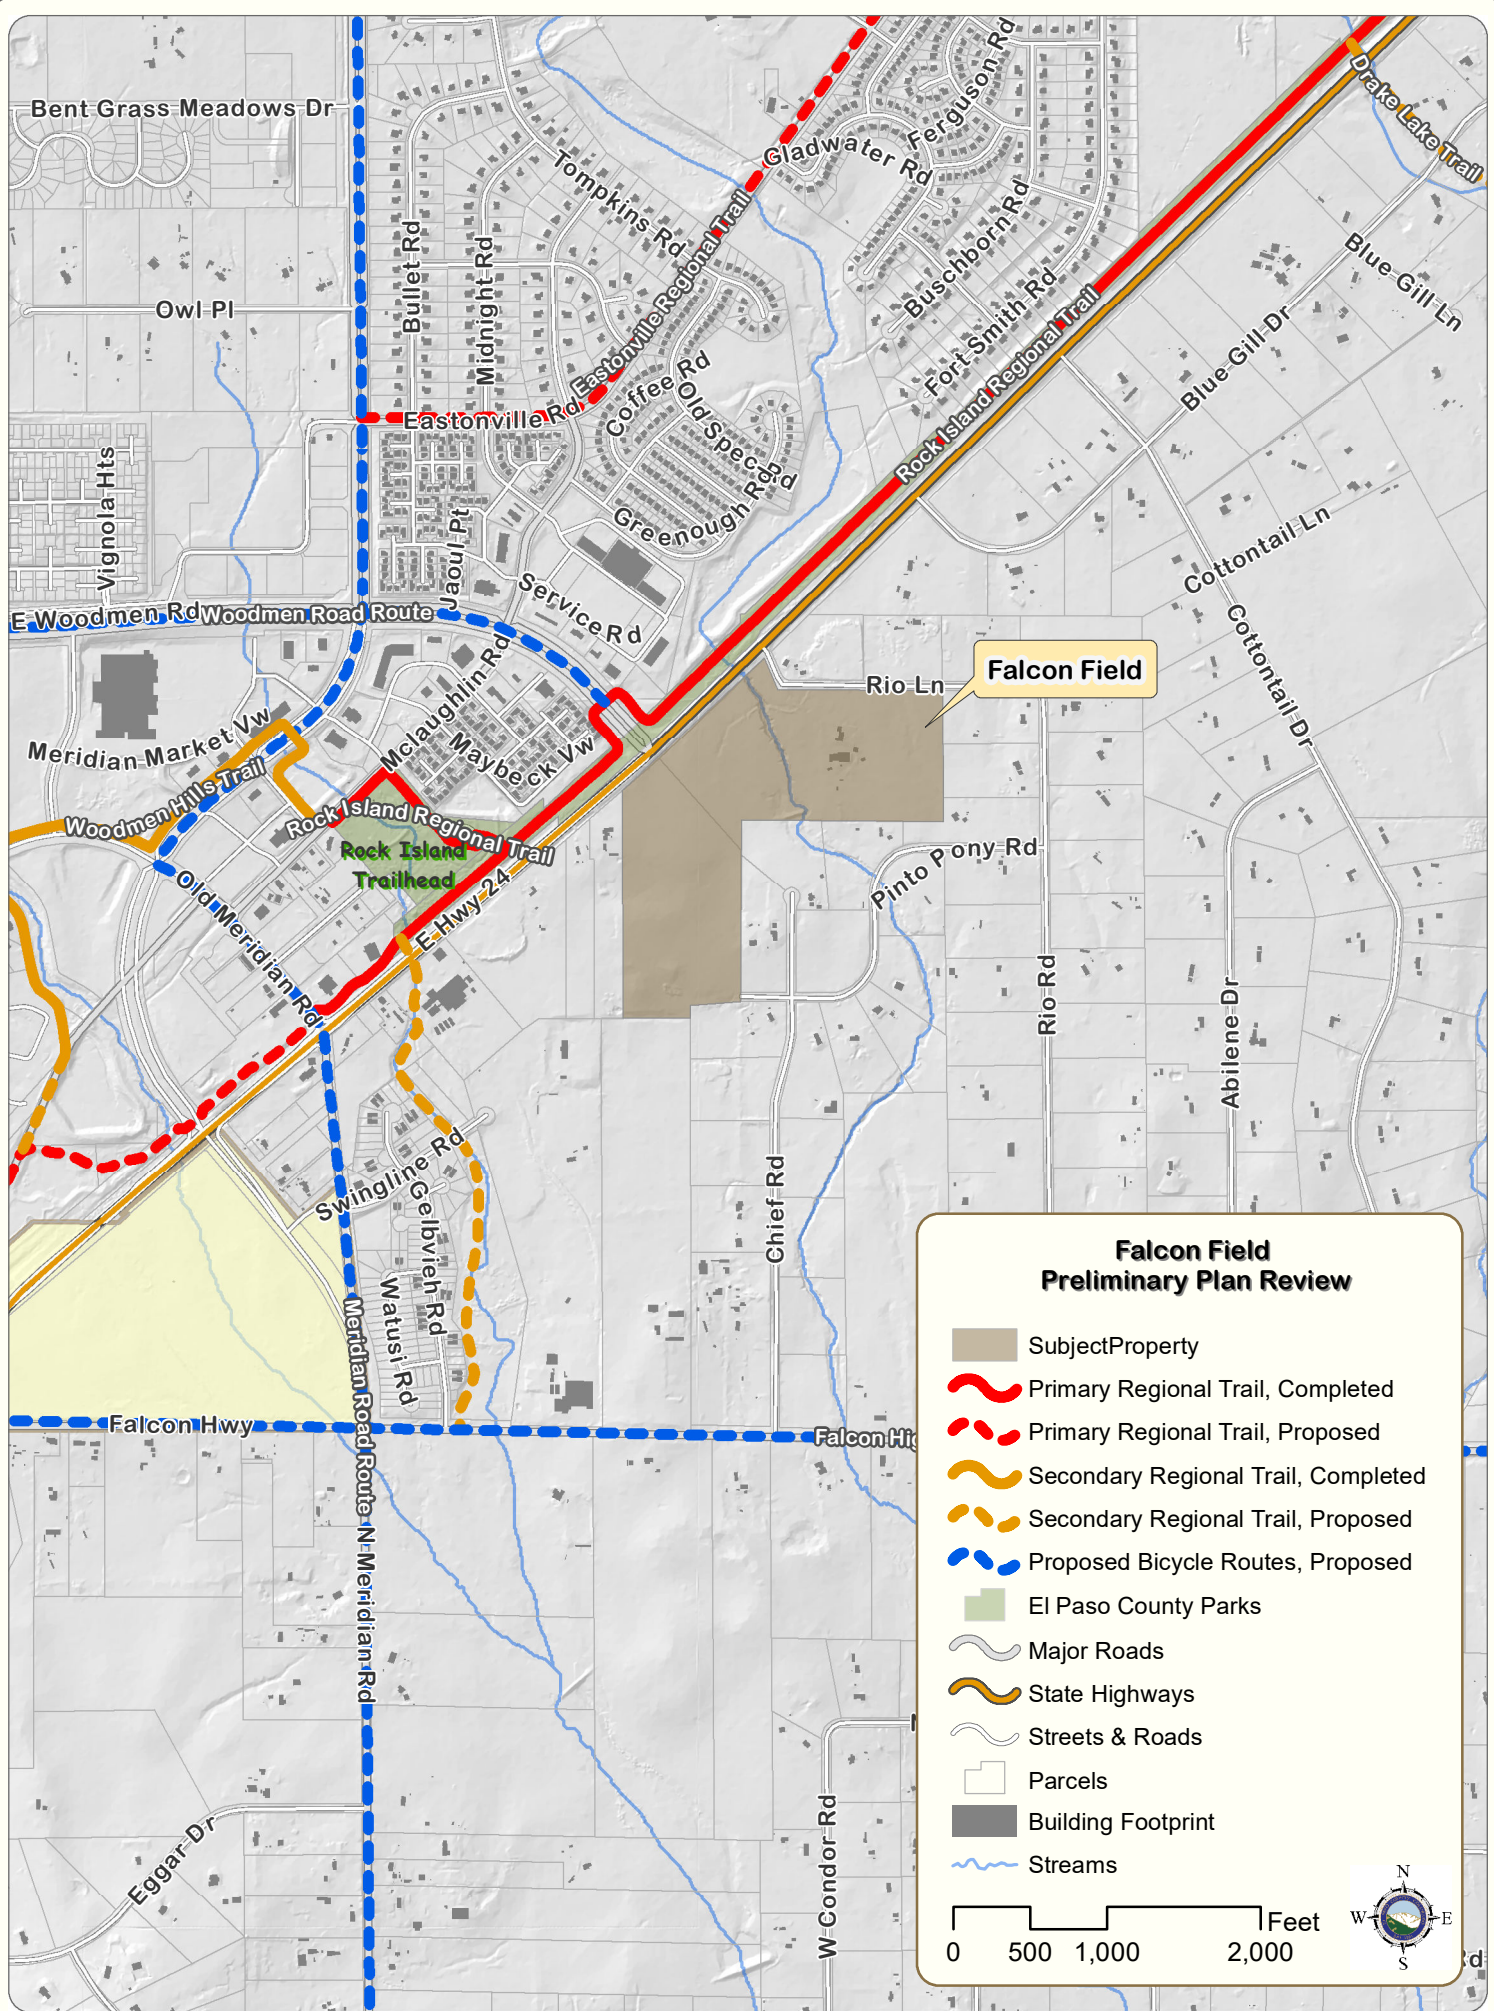 Bent Grass Meadows Dr
Ferguson Rd
Drake Lake Trail
Gladwater Rd
Tompkins Rd
Bullet Rd
Midnight Rd
Eastonville Regional Trail
Buschborn Rd
Fort Smith Rd
Blue Gill Ln
Blue Gill Dr
Owl Pl
Rock Island Regional Trail
Coffee Rd
Old Spec Rd
Eastonville Rd
Vignola Hts
Jaoul Pt
Greenough Rd
Cottontail Ln
Cottontail Dr
E Woodmen Rd
Woodmen Road Route
Service Rd
Mclaughlin Rd
Maybeck Vw
Rio Ln
Falcon Field
Meridian Market Vw
Woodmen Hills Trail
Rock Island Regional Trail
Rock Island
Trailhead
E Hwy 24
Old Meridian Rd
Pinto Pony Rd
Rio Rd
Abilene Dr
Swingline Rd
Gelbvieh Rd
Watusi Rd
Chief Rd
Meridian Road Route
Falcon Hwy
Falcon Hig
N Meridian Rd
Eggar Dr
W Condor Rd
Rd
Falcon Field
Preliminary Plan Review
SubjectProperty
Primary Regional Trail, Completed
Primary Regional Trail, Proposed
Secondary Regional Trail, Completed
Secondary Regional Trail, Proposed
Proposed Bicycle Routes, Proposed
El Paso County Parks
Major Roads
State Highways
Streets & Roads
Parcels
Building Footprint
Streams
Feet
0 500 1,000 2,000
N
W E
S